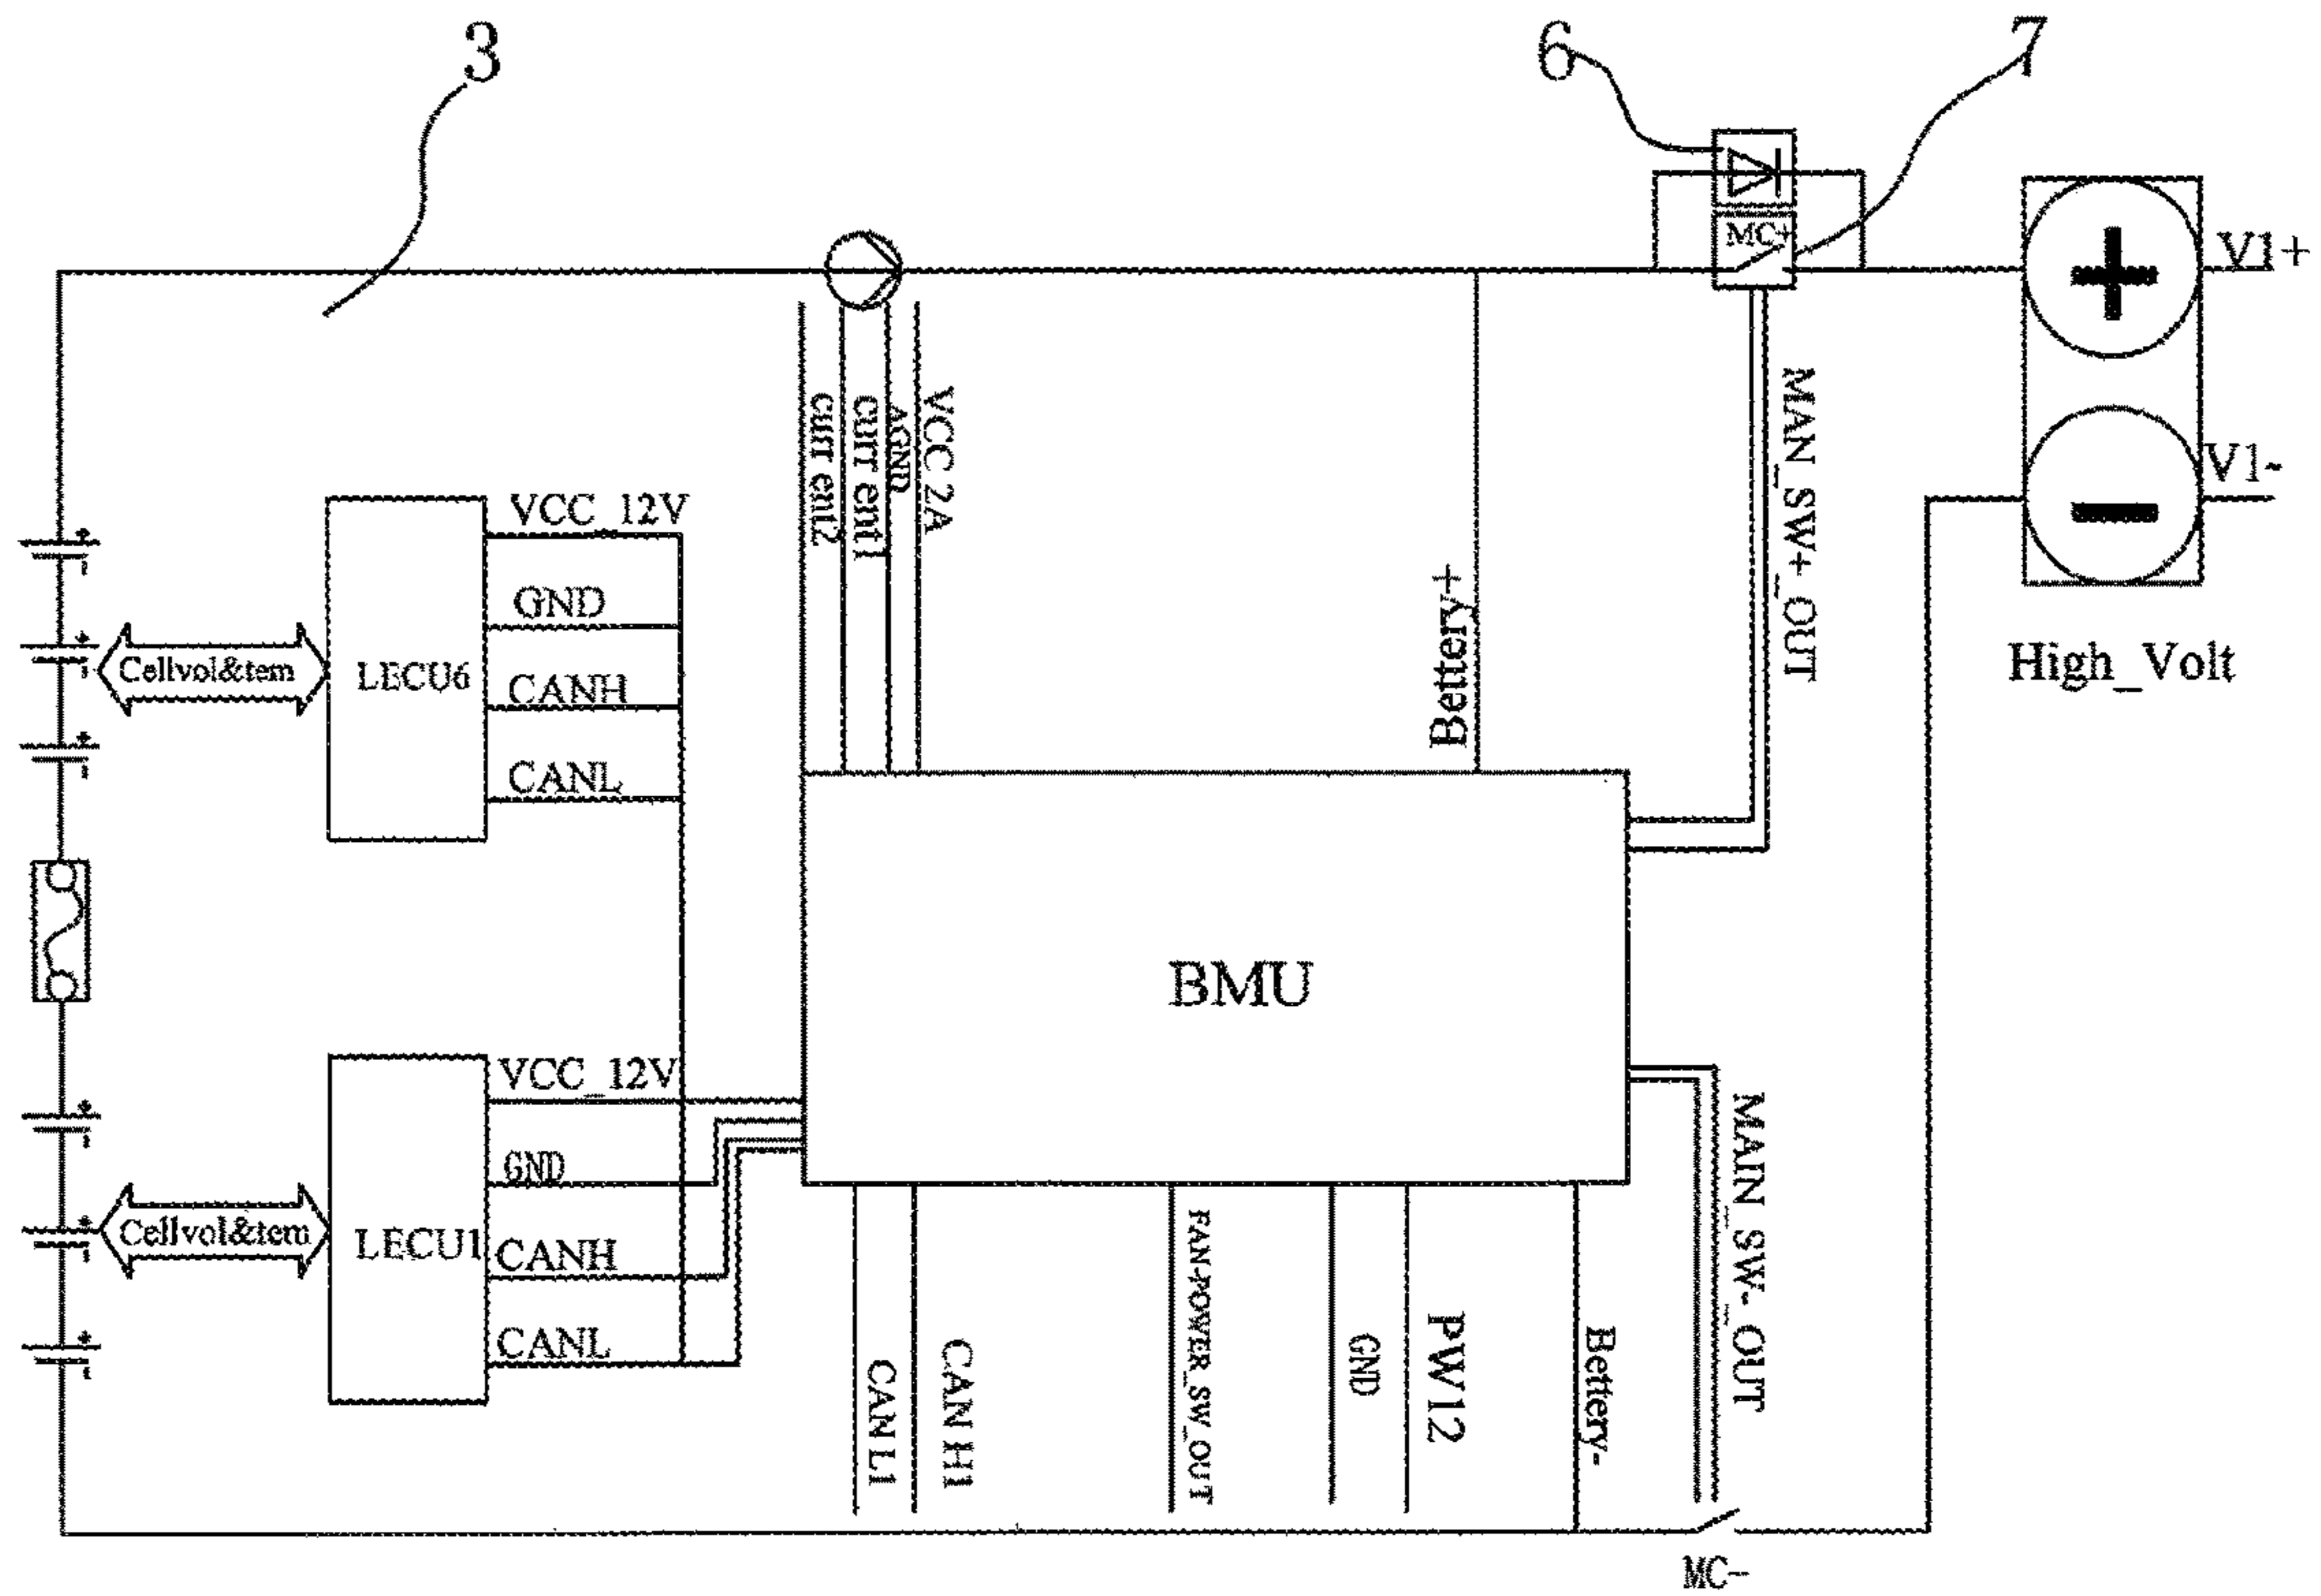 3
6
7
MC+
V1+
V1-
High_Volt
curr ent2
curr ent1
AGND
VCC 2A
Bettery+
MAN_SW+_OUT
VCC_12V
GND
CANH
CANL
Cellvol&tem
LECU6
BMU
VCC_12V
GND
CANH
CANL
Cellvol&tem
LECU1
CAN L1
CAN H1
FAN-POWER_SW_OUT
GND
PW12
Bettery-
MAN_SW-_OUT
MC-